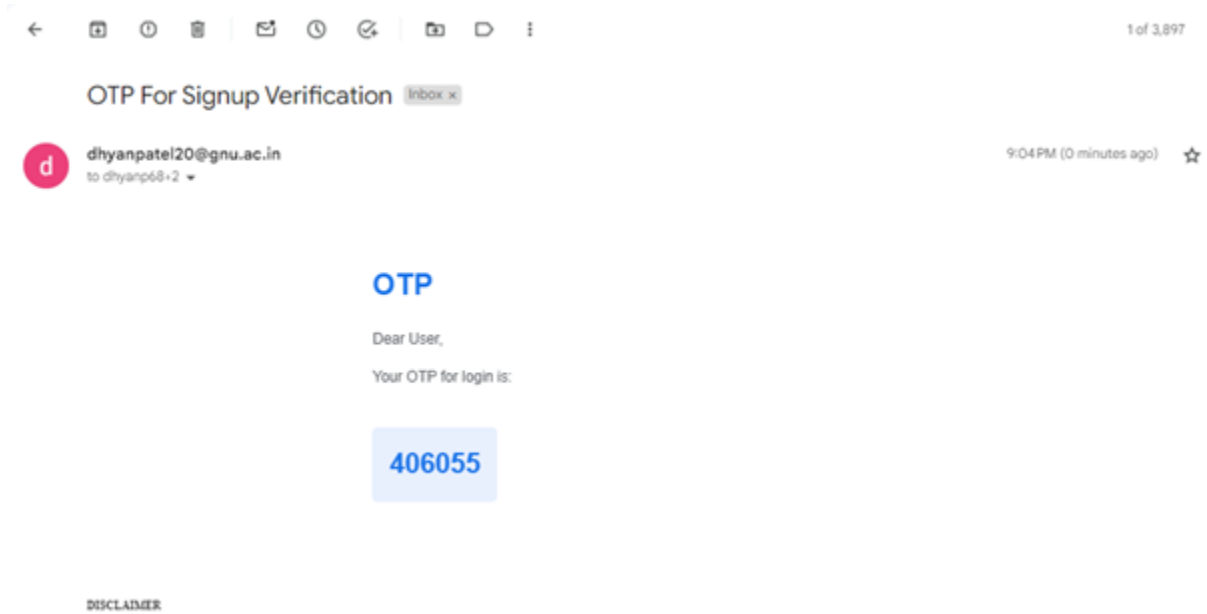 1 of 3,897
OTP For Signup Verification Inbox ×
d
dhyanpatel20@gnu.ac.in
9:04 PM (0 minutes ago)
to dhyanp68+2
OTP
Dear User,
Your OTP for login is:
406055
DISCLAIMER